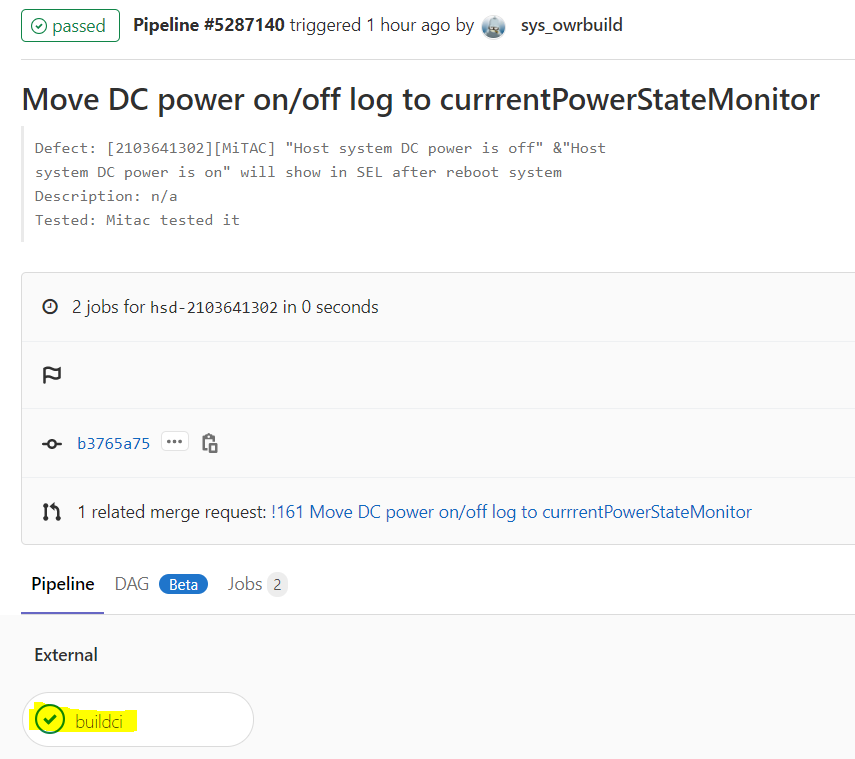 passed Pipeline #5287140 triggered 1 hour ago by sys_owrbuild
Move DC power on/off log to currrentPowerStateMonitor
Defect: [2103641302][MiTAC] "Host system DC power is off" &"Host
system DC power is on" will show in SEL after reboot system
Description: n/a
Tested: Mitac tested it
2 jobs for hsd-2103641302 in 0 seconds
b3765a75 ...
1 related merge request: !161 Move DC power on/off log to currrentPowerStateMonitor
Pipeline DAG Beta Jobs 2
External
buildci